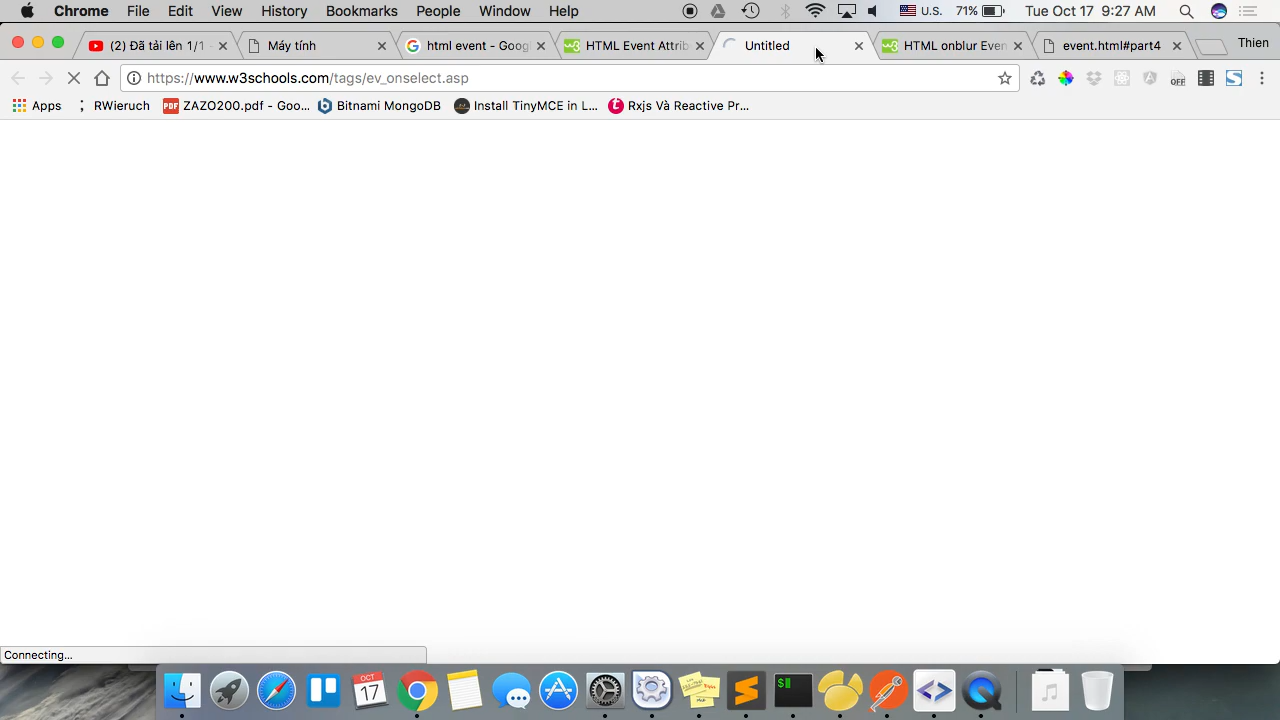 Chrome File Edit View History Bookmarks People Window Help U.S. 71% Tue Oct 17 9:27 AM
(2) Đã tải lên 1/1 Máy tính html event - Goog HTML Event Attrib Untitled HTML onblur Eve event.html#part4 Thien
https://www.w3schools.com/tags/ev_onselect.asp OFF
Apps RWieruch PDF ZAZO200.pdf - Goo... Bitnami MongoDB Install TinyMCE in L... Rxjs Và Reactive Pr...
Connecting...
OCT
17